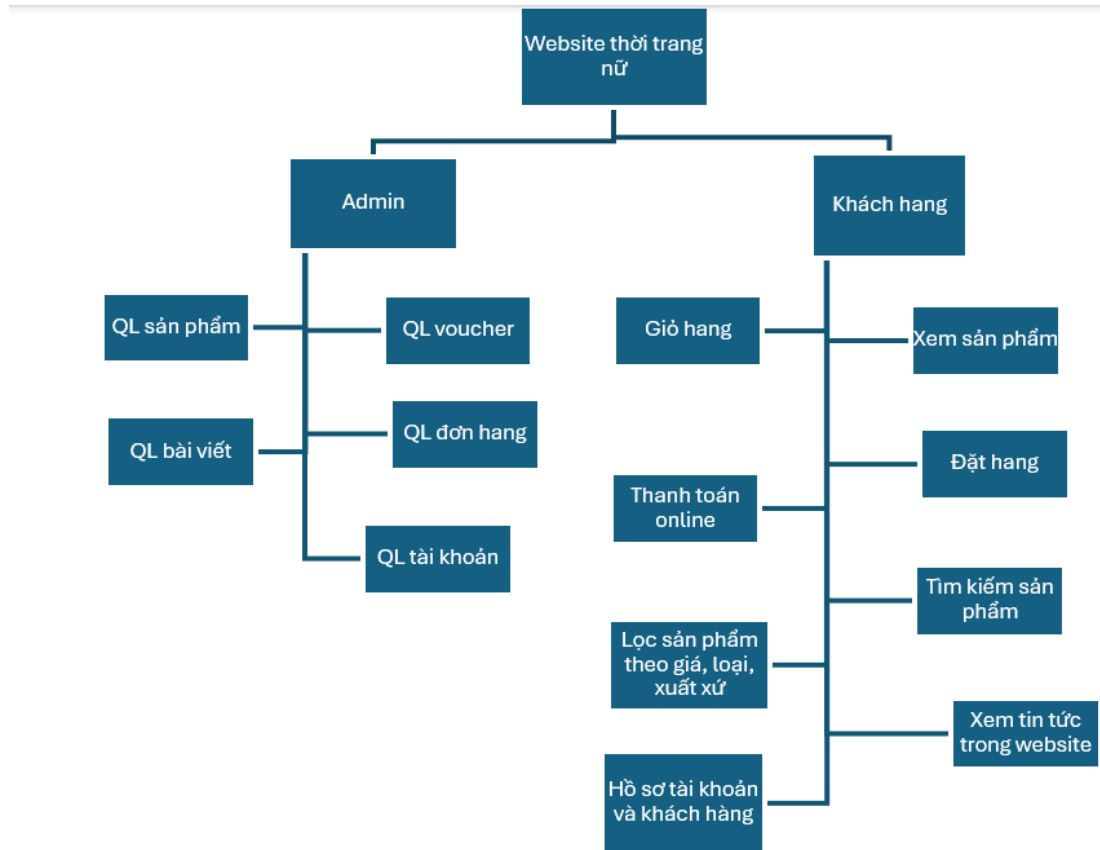 Website thời trang
nữ
Admin
Khách hang
QL sản phẩm
QL voucher
Giỏ hang
Xem sản phẩm
QL bài viết
QL đơn hang
Đặt hang
Thanh toán
online
QL tài khoản
Tìm kiếm sản
phẩm
Lọc sản phẩm
theo giá, loại,
xuất xứ
Xem tin tức
trong website
Hồ sơ tài khoản
và khách hàng